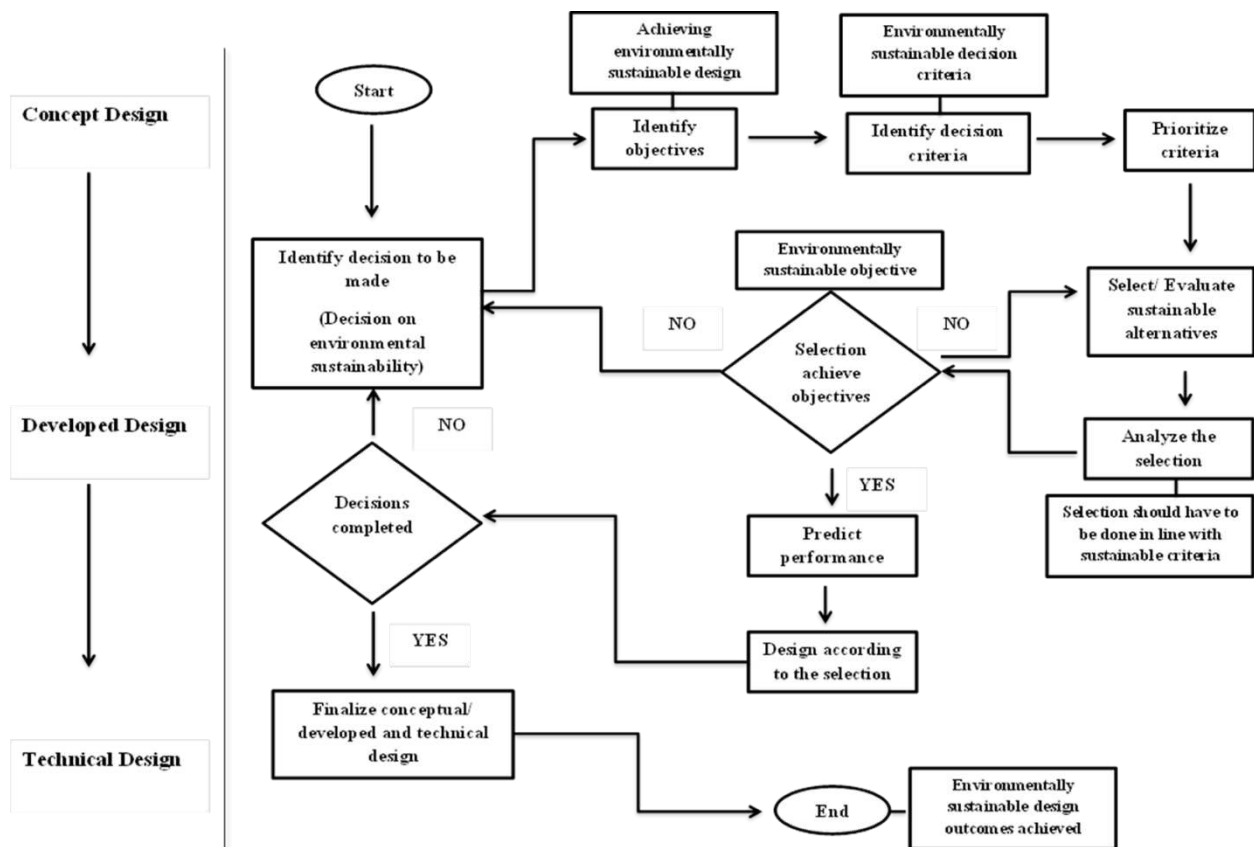 Concept Design
Developed Design
Technical Design
Start
Achieving
environmentally
sustainable design
Identify
objectives
Environmentally
sustainable decision
criteria
Identify decision
criteria
Prioritize
criteria
Identify decision to be
made
(Decision on
environmental
sustainability)
Environmentally
sustainable objective
NO
NO
Selection
achieve
objectives
Select/ Evaluate
sustainable
alternatives
Analyze the
selection
Selection should have to
be done in line with
sustainable criteria
NO
YES
Decisions
completed
Predict
performance
YES
Design according
to the selection
Finalize conceptual/
developed and technical
design
End
Environmentally
sustainable design
outcomes achieved